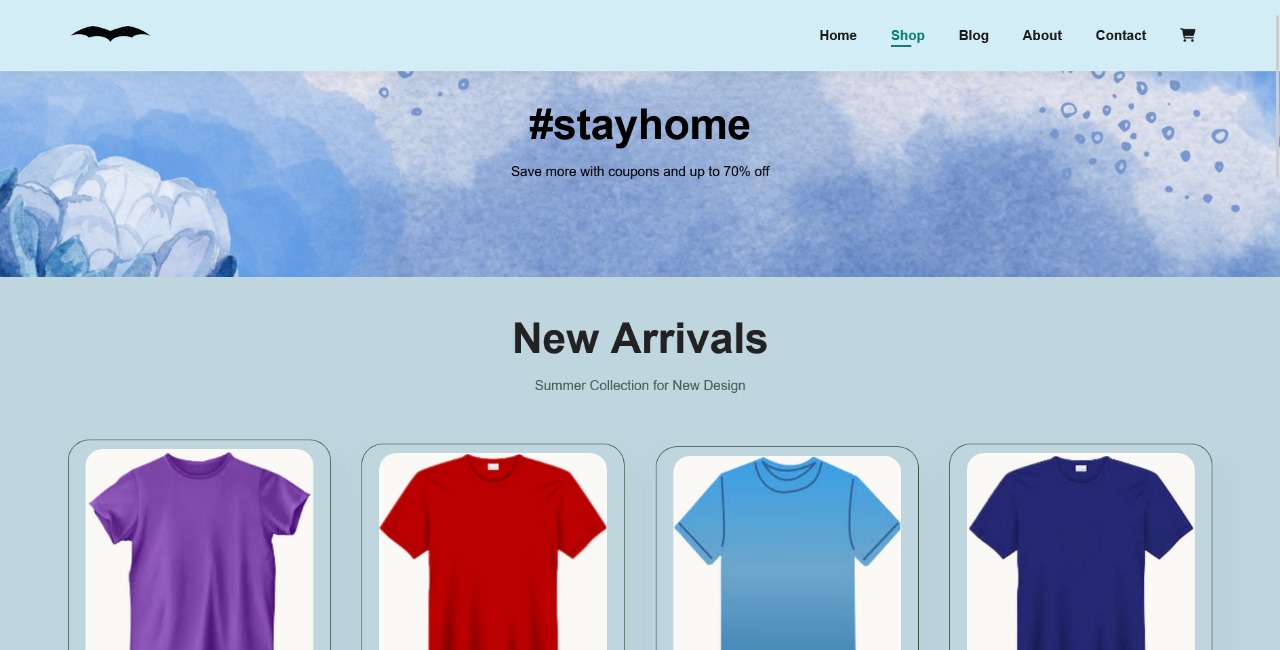 Home Shop Blog About Contact
#stayhome
Save more with coupons and up to 70% off
New Arrivals
Summer Collection for New Design